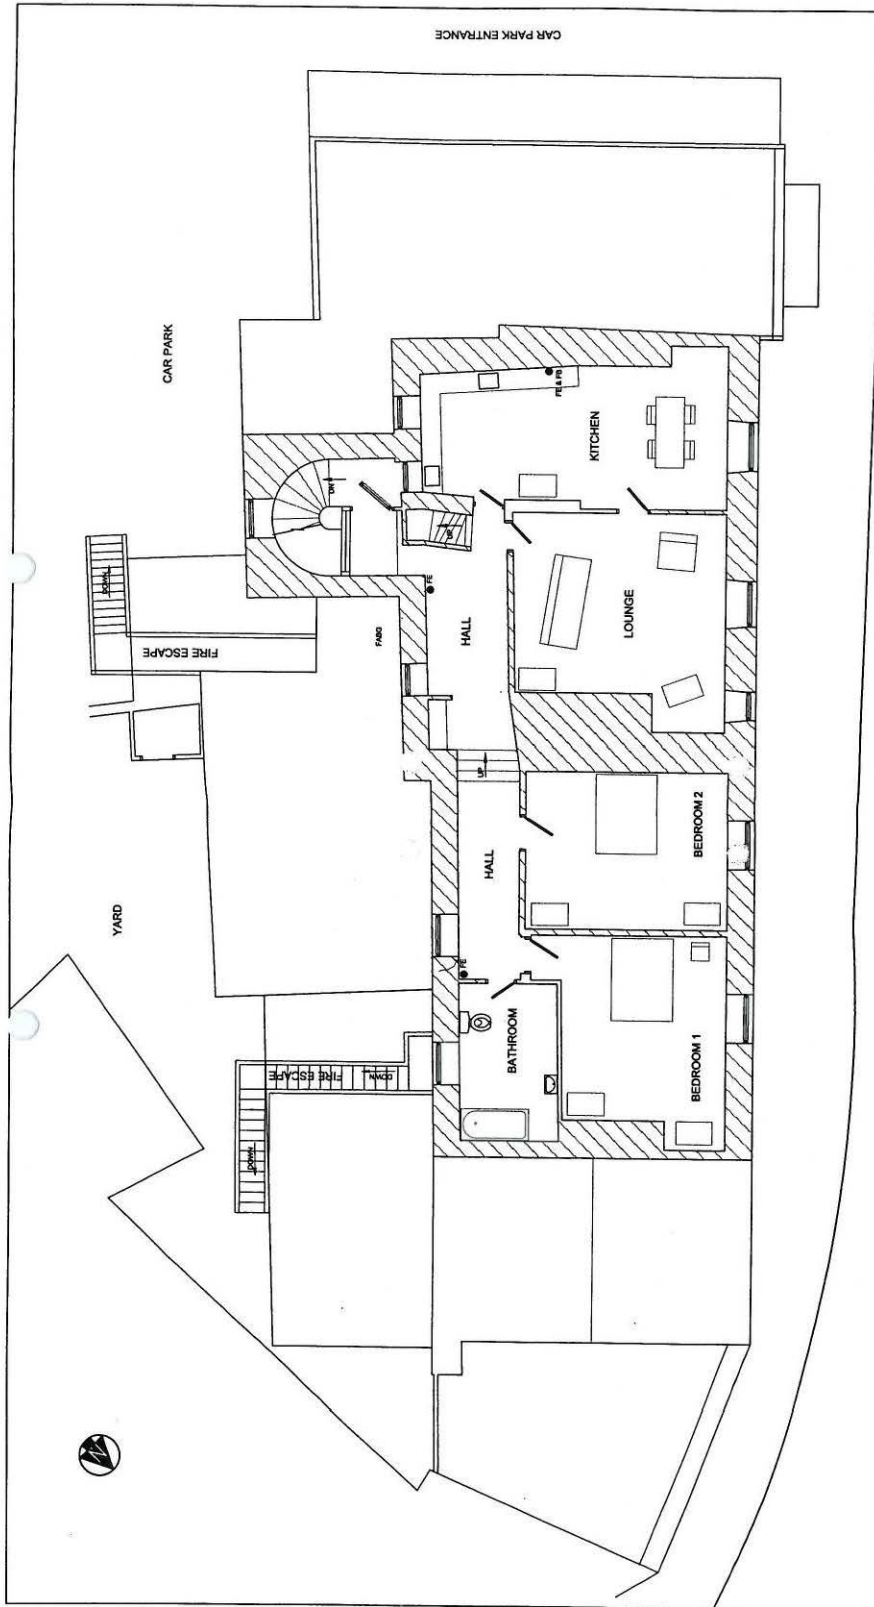 CAR PARK ENTRANCE
CAR PARK
YARD
DOWN
FIRE ESCAPE
DN
FABG
FE
UP
HALL
KITCHEN
FE & FB
LOUNGE
UP
HALL
FE
BEDROOM 2
BATHROOM
BEDROOM 1
FIRE ESCAPE
DOWN
DOWN
N